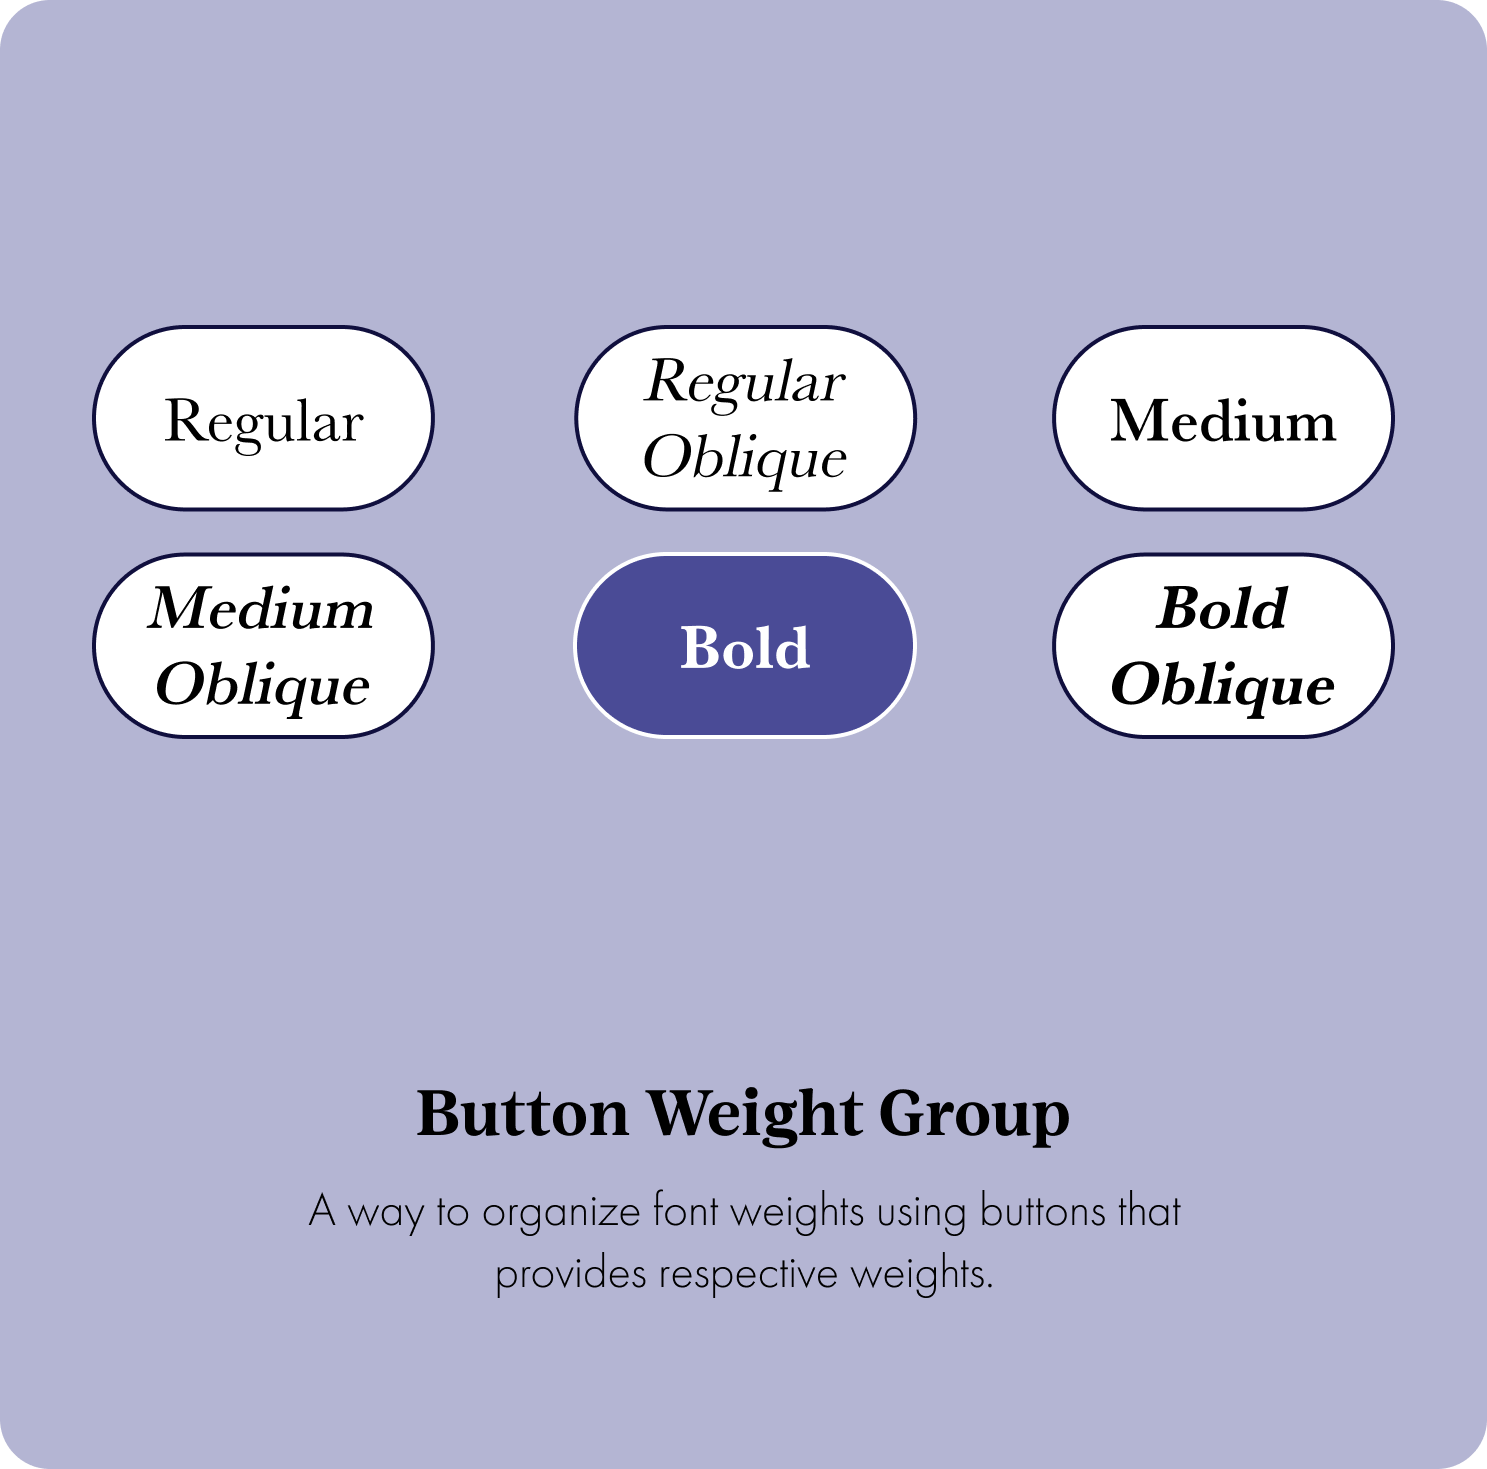 Regular
Regular
Oblique
Medium
Medium
Oblique
Bold
Bold
Oblique
Button Weight Group
A way to organize font weights using buttons that
provides respective weights.